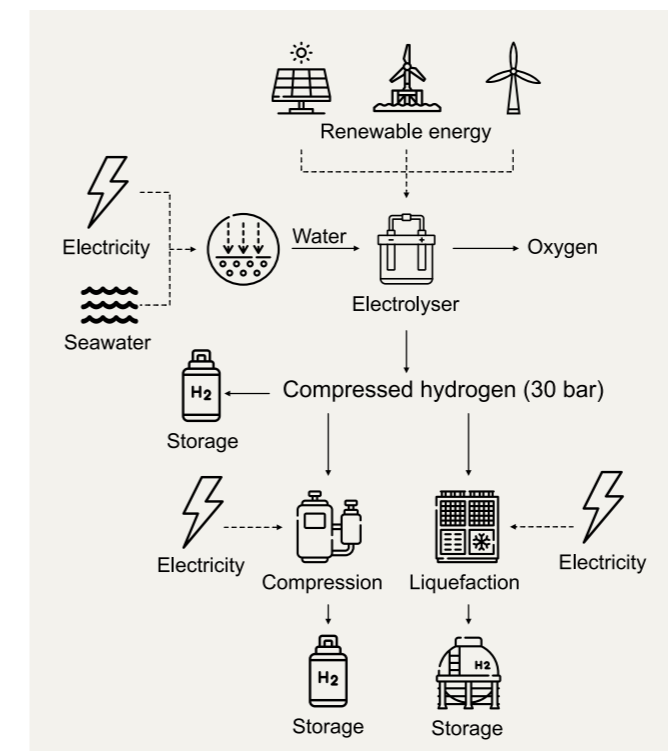 Renewable energy
Electricity
Water
Oxygen
Electrolyser
Seawater
Compressed hydrogen (30 bar)
H2
Storage
Electricity
Electricity
Compression
Liquefaction
H2
H2
Storage
Storage